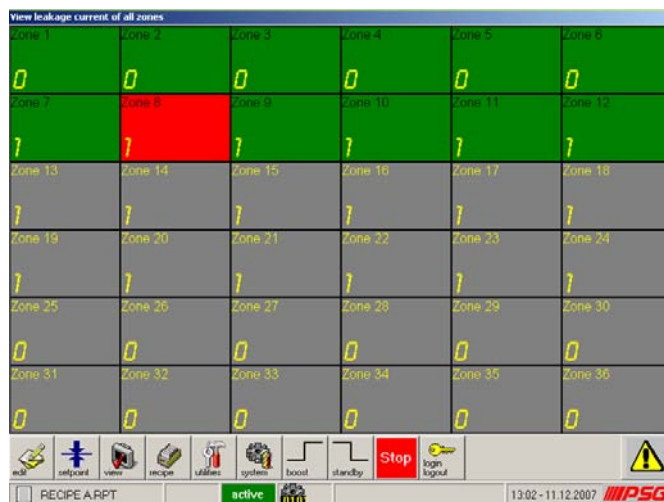 View leakage current of all zones
Zone 1 Zone 2 Zone 3 Zone 4 Zone 5 Zone 6
0 0 0 0 0 0
Zone 7 Zone 8 Zone 9 Zone 10 Zone 11 Zone 12
1 1 1 1 1 1
Zone 13 Zone 14 Zone 15 Zone 16 Zone 17 Zone 18
1 1 1 1 1 1
Zone 19 Zone 20 Zone 21 Zone 22 Zone 23 Zone 24
1 1 1 1 1 1
Zone 25 Zone 26 Zone 27 Zone 28 Zone 29 Zone 30
0 0 0 0 0 0
Zone 31 Zone 32 Zone 33 Zone 34 Zone 35 Zone 36
0 0 0 0 0 0
edit setpoint view recipe utilities system boost standby Stop login
logout
RECIPE A.RPT active 0101 13:02 - 11.12.2007 PSG